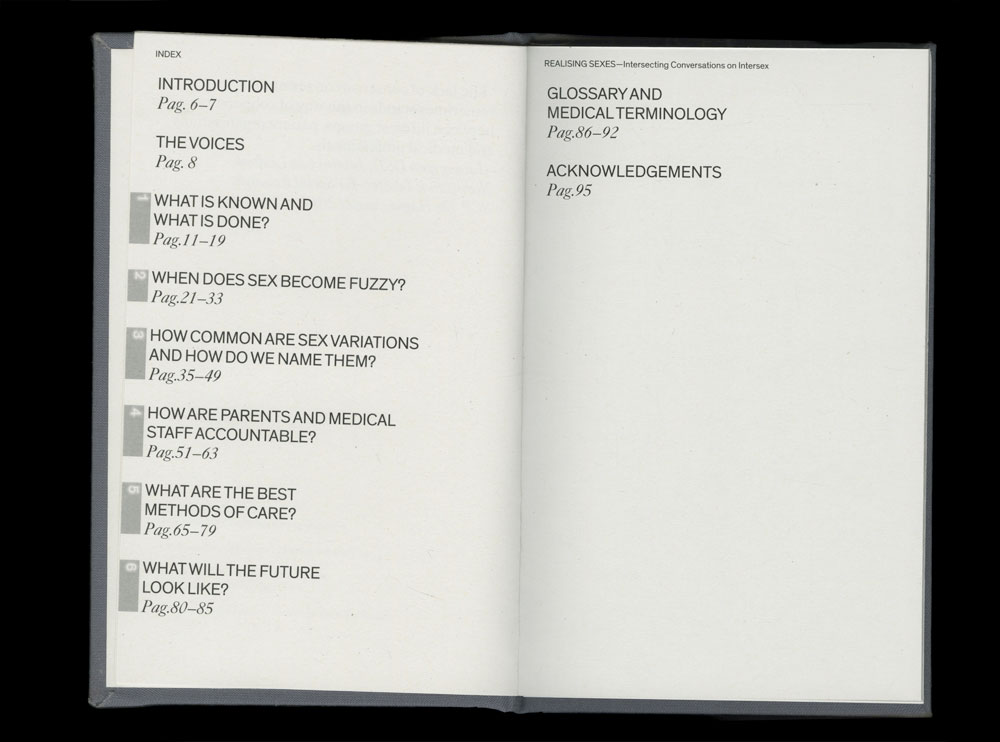 INDEX
INTRODUCTION
Pag. 6–7
THE VOICES
Pag. 8
1
WHAT IS KNOWN AND
WHAT IS DONE?
Pag.11–19
2
WHEN DOES SEX BECOME FUZZY?
Pag.21–33
3
HOW COMMON ARE SEX VARIATIONS
AND HOW DO WE NAME THEM?
Pag.35–49
4
HOW ARE PARENTS AND MEDICAL
STAFF ACCOUNTABLE?
Pag.51–63
5
WHAT ARE THE BEST
METHODS OF CARE?
Pag.65–79
6
WHAT WILL THE FUTURE
LOOK LIKE?
Pag.80–85
REALISING SEXES—Intersecting Conversations on Intersex
GLOSSARY AND
MEDICAL TERMINOLOGY
Pag.86–92
ACKNOWLEDGEMENTS
Pag.95